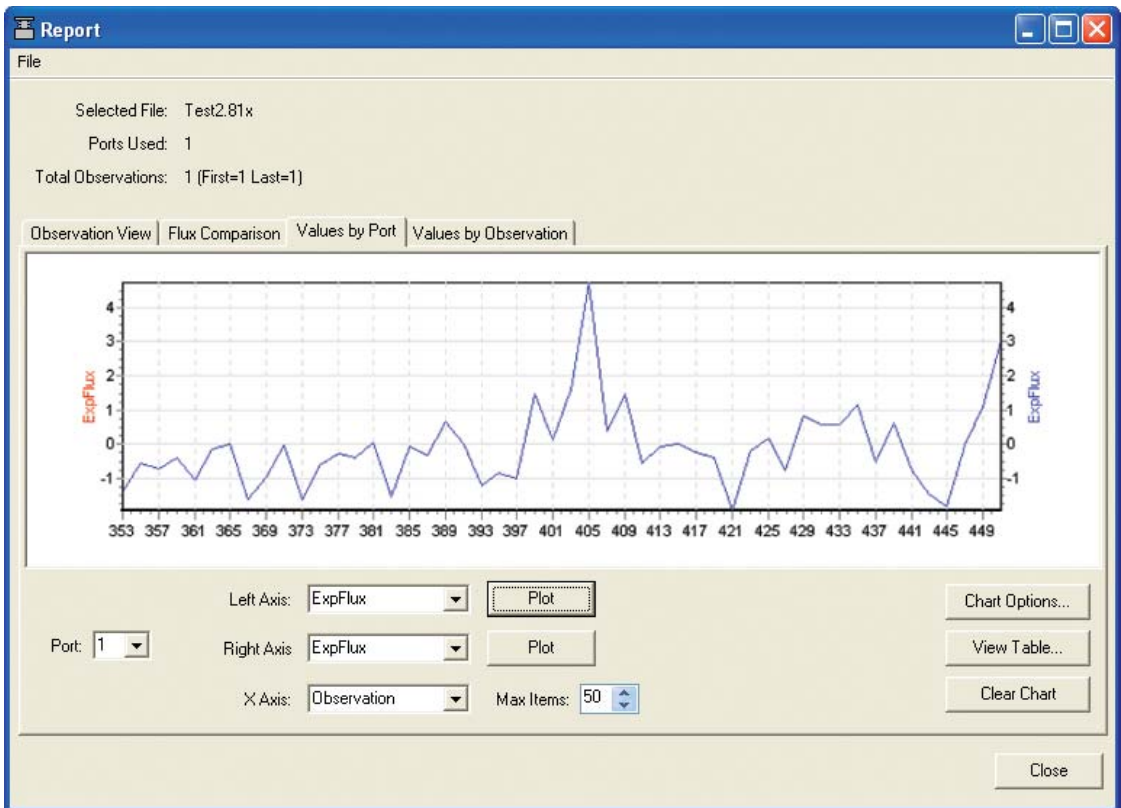 Report
File
Selected File: Test2.81x
Ports Used: 1
Total Observations: 1 (First=1 Last=1)
Observation View Flux Comparison Values by Port Values by Observation
4 4
3 3
2 2
1 1
0 0
-1 -1
ExpFlux ExpFlux
353 357 361 365 369 373 377 381 385 389 393 397 401 405 409 413 417 421 425 429 433 437 441 445 449
Left Axis: ExpFlux Plot Chart Options...
Port: 1 Right Axis ExpFlux Plot View Table...
X Axis: Observation Max Items: 50 Clear Chart
Close